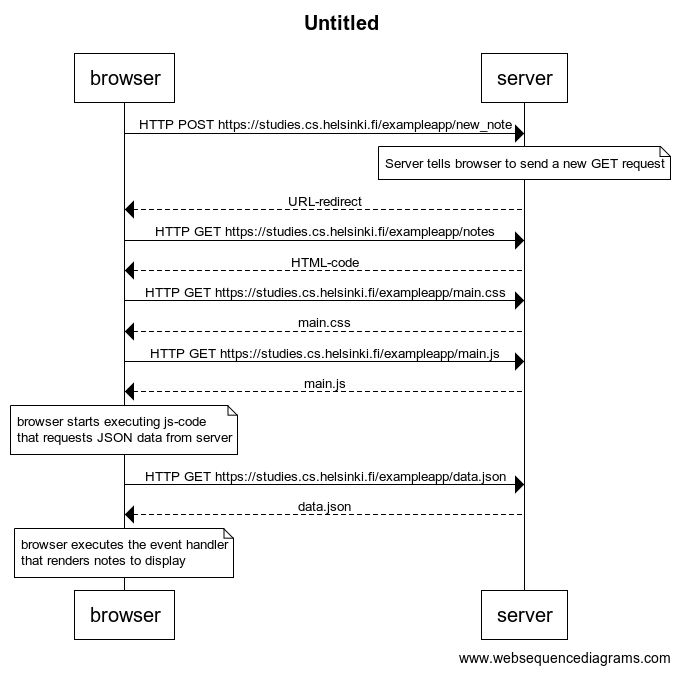 Untitled
browser
server
HTTP POST https://studies.cs.helsinki.fi/exampleapp/new_note
Server tells browser to send a new GET request
URL-redirect
HTTP GET https://studies.cs.helsinki.fi/exampleapp/notes
HTML-code
HTTP GET https://studies.cs.helsinki.fi/exampleapp/main.css
main.css
HTTP GET https://studies.cs.helsinki.fi/exampleapp/main.js
main.js
browser starts executing js-code
that requests JSON data from server
HTTP GET https://studies.cs.helsinki.fi/exampleapp/data.json
data.json
browser executes the event handler
that renders notes to display
browser
server
www.websequencediagrams.com